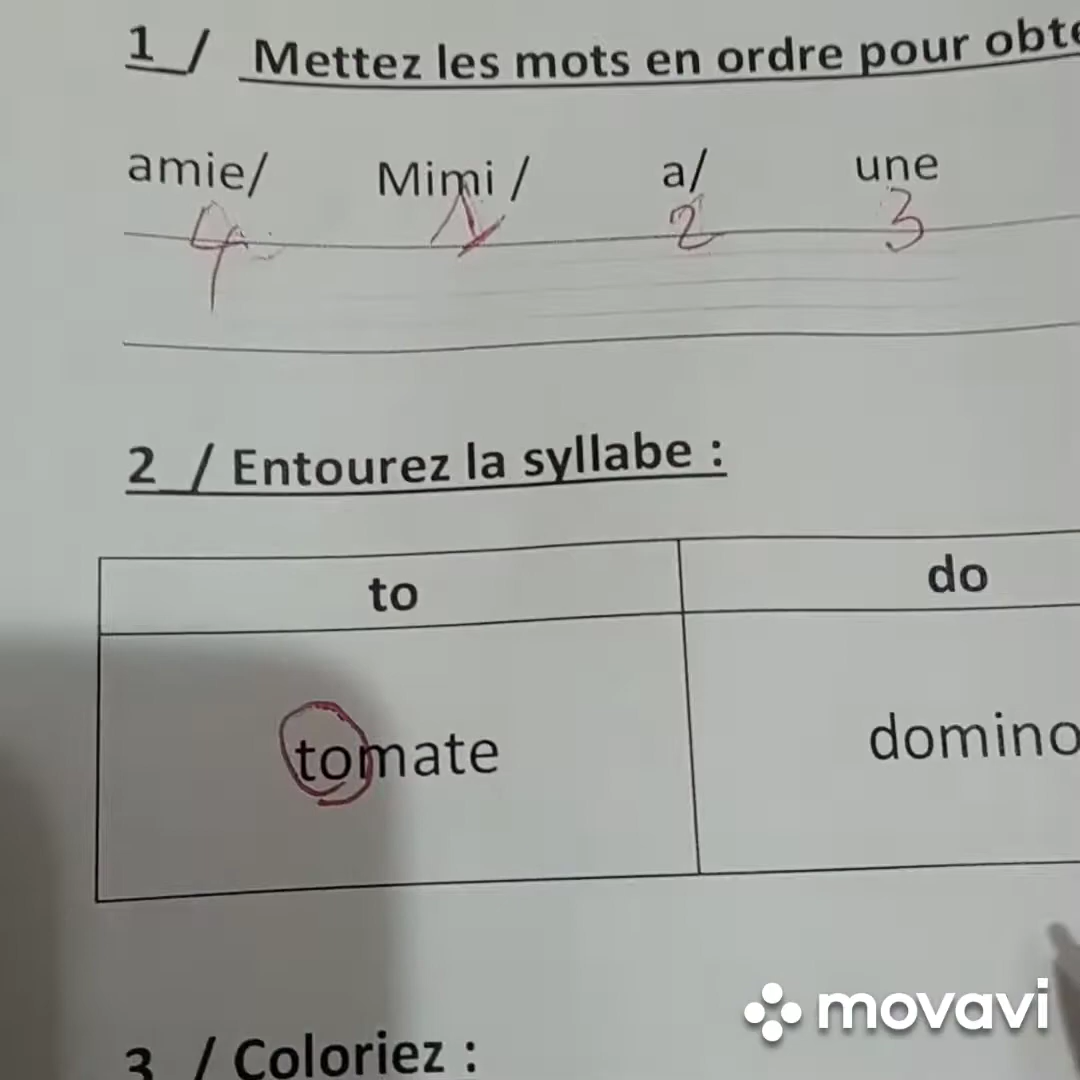 1 / Mettez les mots en ordre pour
amie/ Mimi / a/ une
4 1 2 3
2 / Entourez la syllabe :
to do
tomate domino
movavi
3 / Coloriez :